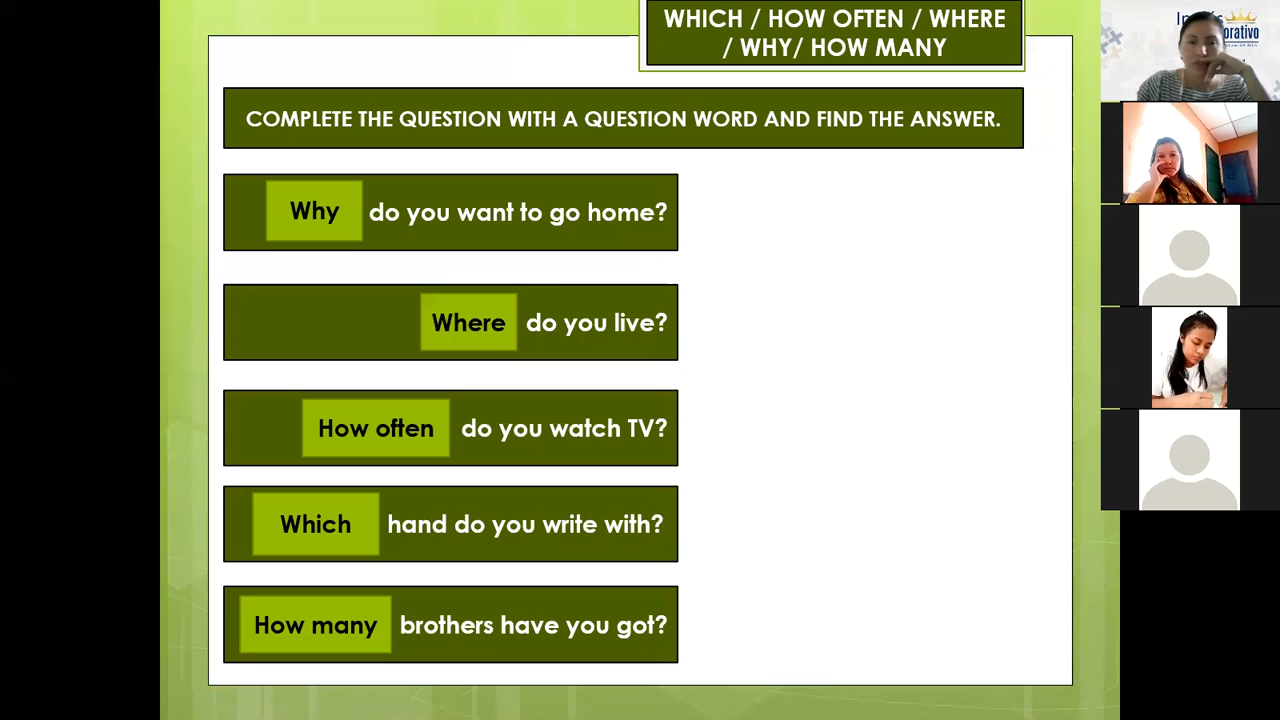 WHICH / HOW OFTEN / WHERE
/ WHY/ HOW MANY
COMPLETE THE QUESTION WITH A QUESTION WORD AND FIND THE ANSWER.
Why do you want to go home?
Where do you live?
How often do you watch TV?
Which hand do you write with?
How many brothers have you got?